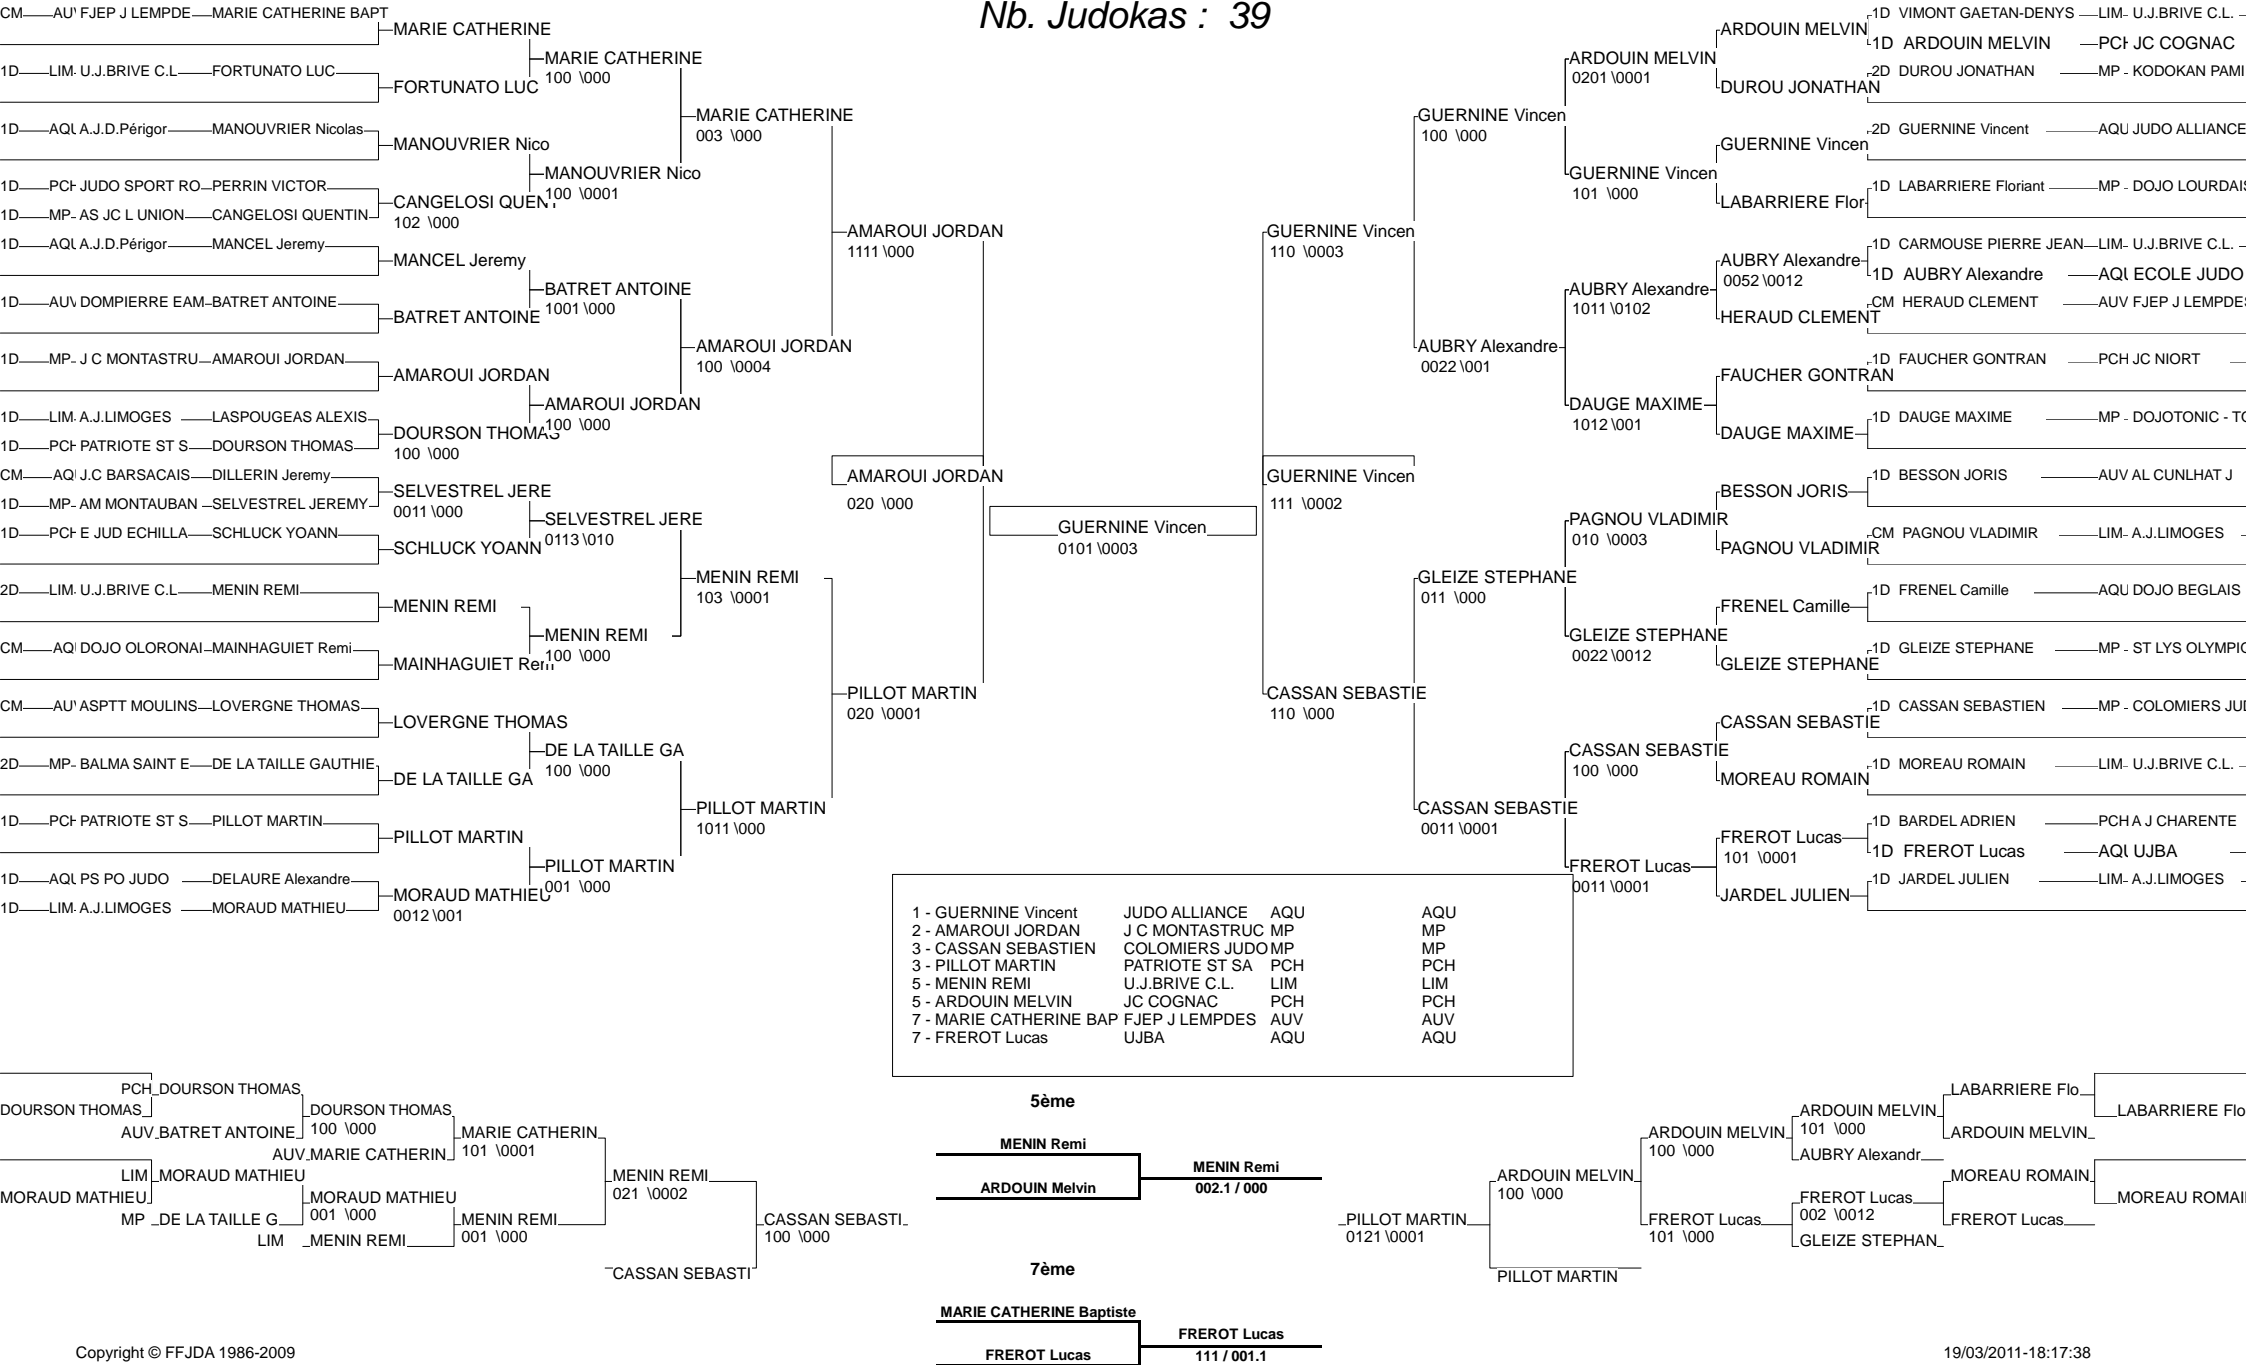 Nb. Judokas : 39
CM AU FJEP J LEMPDE MARIE CATHERINE BAPT
MARIE CATHERINE
MARIE CATHERINE
100 \000
1D LIM U.J.BRIVE C.L FORTUNATO LUC
FORTUNATO LUC
MARIE CATHERINE
003 \000
1D AQU A.J.D.Périgor MANOUVRIER Nicolas
MANOUVRIER Nico
MANOUVRIER Nico
100 \0001
1D PCH JUDO SPORT RO PERRIN VICTOR
1D MP- AS JC L UNION CANGELOSI QUENTIN
CANGELOSI QUENT
102 \000
AMAROUI JORDAN
1111 \000
1D AQU A.J.D.Périgor MANCEL Jeremy
MANCEL Jeremy
BATRET ANTOINE
1001 \000
1D AUV DOMPIERRE EAM BATRET ANTOINE
BATRET ANTOINE
AMAROUI JORDAN
100 \0004
1D MP- J C MONTASTRU AMAROUI JORDAN
AMAROUI JORDAN
AMAROUI JORDAN
100 \000
1D LIM- A.J.LIMOGES LASPOUGEAS ALEXIS
1D PCH PATRIOTE ST S DOURSON THOMAS
DOURSON THOMAS
100 \000
CM AQ J.C BARSACAIS DILLERIN Jeremy
1D MP- AM MONTAUBAN SELVESTREL JEREMY
SELVESTREL JERE
0011 \000
SELVESTREL JERE
0113 \010
1D PCH E JUD ECHILLA SCHLUCK YOANN
SCHLUCK YOANN
MENIN REMI
103 \0001
2D LIM- U.J.BRIVE C.L MENIN REMI
MENIN REMI
MENIN REMI
100 \000
CM AQ DOJO OLORONAI MAINHAGUIET Remi
MAINHAGUIET Remi
PILLOT MARTIN
020 \0001
CM AU ASPTT MOULINS LOVERGNE THOMAS
LOVERGNE THOMAS
DE LA TAILLE GA
100 \000
2D MP- BALMA SAINT E DE LA TAILLE GAUTHIE
DE LA TAILLE GA
PILLOT MARTIN
1011 \000
1D PCH PATRIOTE ST S PILLOT MARTIN
PILLOT MARTIN
PILLOT MARTIN
001 \000
1D AQU PS PO JUDO DELAURE Alexandre
1D LIM- A.J.LIMOGES MORAUD MATHIEU
MORAUD MATHIEU
0012 \001
AMAROUI JORDAN
020 \000
GUERNINE Vincen
0101 \0003
GUERNINE Vincen
111 \0002
GUERNINE Vincen
110 \0003
CASSAN SEBASTIE
110 \000
GUERNINE Vincen
100 \000
AUBRY Alexandre
0022 \001
GLEIZE STEPHANE
011 \000
CASSAN SEBASTIE
0011 \0001
ARDOUIN MELVIN
0201 \0001
GUERNINE Vincen
101 \000
AUBRY Alexandre
1011 \0102
DAUGE MAXIME
1012 \001
PAGNOU VLADIMIR
010 \0003
GLEIZE STEPHANE
0022 \0012
CASSAN SEBASTIE
100 \000
FREROT Lucas
0011 \0001
ARDOUIN MELVIN
DUROU JONATHAN
GUERNINE Vincen
LABARRIERE Flor
AUBRY Alexandre
0052 \0012
HERAUD CLEMENT
FAUCHER GONTRAN
DAUGE MAXIME
BESSON JORIS
PAGNOU VLADIMIR
FRENEL Camille
GLEIZE STEPHANE
CASSAN SEBASTIE
MOREAU ROMAIN
FREROT Lucas
101 \0001
JARDEL JULIEN
1D VIMONT GAETAN-DENYS LIM- U.J.BRIVE C.L.
1D ARDOUIN MELVIN PCH JC COGNAC
2D DUROU JONATHAN MP - KODOKAN PAMI
2D GUERNINE Vincent AQU JUDO ALLIANCE
1D LABARRIERE Floriant MP - DOJO LOURDAIS
1D CARMOUSE PIERRE JEAN LIM- U.J.BRIVE C.L.
1D AUBRY Alexandre AQU ECOLE JUDO
CM HERAUD CLEMENT AUV FJEP J LEMPDES
1D FAUCHER GONTRAN PCH JC NIORT
1D DAUGE MAXIME MP - DOJOTONIC - TO
1D BESSON JORIS AUV AL CUNLHAT J
CM PAGNOU VLADIMIR LIM- A.J.LIMOGES
1D FRENEL Camille AQU DOJO BEGLAIS
1D GLEIZE STEPHANE MP - ST LYS OLYMPIC
1D CASSAN SEBASTIEN MP - COLOMIERS JUD
1D MOREAU ROMAIN LIM- U.J.BRIVE C.L.
1D BARDEL ADRIEN PCH A J CHARENTE
1D FREROT Lucas AQU UJBA
1D JARDEL JULIEN LIM- A.J.LIMOGES
1 - GUERNINE Vincent JUDO ALLIANCE AQU AQU
2 - AMAROUI JORDAN J C MONTASTRUC MP MP
3 - CASSAN SEBASTIEN COLOMIERS JUDO MP MP
3 - PILLOT MARTIN PATRIOTE ST SA PCH PCH
5 - MENIN REMI U.J.BRIVE C.L. LIM LIM
5 - ARDOUIN MELVIN JC COGNAC PCH PCH
7 - MARIE CATHERINE BAP FJEP J LEMPDES AUV AUV
7 - FREROT Lucas UJBA AQU AQU
PCH DOURSON THOMAS
DOURSON THOMAS
DOURSON THOMAS
100 \000
AUV BATRET ANTOINE
MARIE CATHERIN
101 \0001
AUV MARIE CATHERIN
LIM MORAUD MATHIEU
MORAUD MATHIEU
MORAUD MATHIEU
001 \000
MP DE LA TAILLE G
MENIN REMI
001 \000
LIM MENIN REMI
MENIN REMI
021 \0002
CASSAN SEBASTI
100 \000
CASSAN SEBASTI
5ème
MENIN Remi
ARDOUIN Melvin
MENIN Remi
002.1 / 000
7ème
MARIE CATHERINE Baptiste
FREROT Lucas
FREROT Lucas
111 / 001.1
PILLOT MARTIN
0121 \0001
ARDOUIN MELVIN
100 \000
PILLOT MARTIN
ARDOUIN MELVIN
100 \000
FREROT Lucas
101 \000
ARDOUIN MELVIN
101 \000
AUBRY Alexandr
FREROT Lucas
002 \0012
GLEIZE STEPHAN
LABARRIERE Flo
ARDOUIN MELVIN
MOREAU ROMAIN
FREROT Lucas
LABARRIERE Flo
MOREAU ROMAI
Copyright © FFJDA 1986-2009
19/03/2011-18:17:38